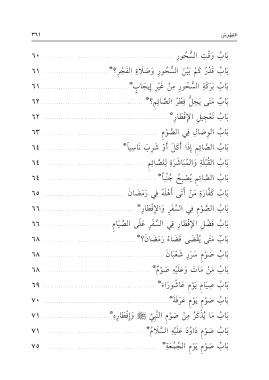 الفهرس ٣٦١
بَابُ وَقْتِ السُّحُورِ ٦٠
بَابُ قَدْرُ كَمْ بَيْنَ السُّحُورِ وَصَلَاةِ الفَجْرِ؟* ٦١
بَابُ بَرَكَةِ السُّحُورِ مِنْ غَيْرِ إِيجَابٍ* ٦١
بَابُ مَتَى يَحِلُّ فِطْرُ الصَّائِمِ؟* ٦٢
بَابُ تَعْجِيلِ الإِفْطَارِ* ٦٢
بَابُ الوِصَالِ فِي الصَّوْمِ ٦٣
بَابُ الصَّائِمِ إِذَا أَكَلَ أَوْ شَرِبَ نَاسِياً* ٦٤
بَابُ القُبْلَةِ وَالمُبَاشَرَةِ لِلصَّائِمِ ٦٤
بَابُ الصَّائِمِ يُصْبِحُ جُنُباً* ٦٤
بَابُ كَفَّارَةِ مَنْ أَتَى أَهْلَهُ فِي رَمَضَانَ ٦٥
بَابُ الصَّوْمِ فِي السَّفَرِ وَالإِفْطَارِ* ٦٦
بَابُ فَضْلِ الإِفْطَارِ فِي السَّفَرِ عَلَى الصِّيَامِ ٦٦
بَابُ مَتَى يُقْضَى قَضَاءُ رَمَضَانَ؟* ٦٨
بَابُ صَوْمِ سَرَرِ شَعْبَانَ ٦٨
بَابُ مَنْ مَاتَ وَعَلَيْهِ صَوْمٌ* ٦٨
بَابُ صِيَامِ يَوْمِ عَاشُورَاءَ* ٦٩
بَابُ صَوْمِ يَوْمِ عَرَفَةَ* ٧٠
بَابُ مَا يُذْكَرُ مِنْ صَوْمِ النَّبِيِّ ﷺ وَإِفْطَارِهِ* ٧١
بَابُ صَوْمِ دَاوُدَ عَلَيْهِ السَّلَامُ* ٧١
بَابُ صَوْمِ يَوْمِ الجُمُعَةِ* ٧٥